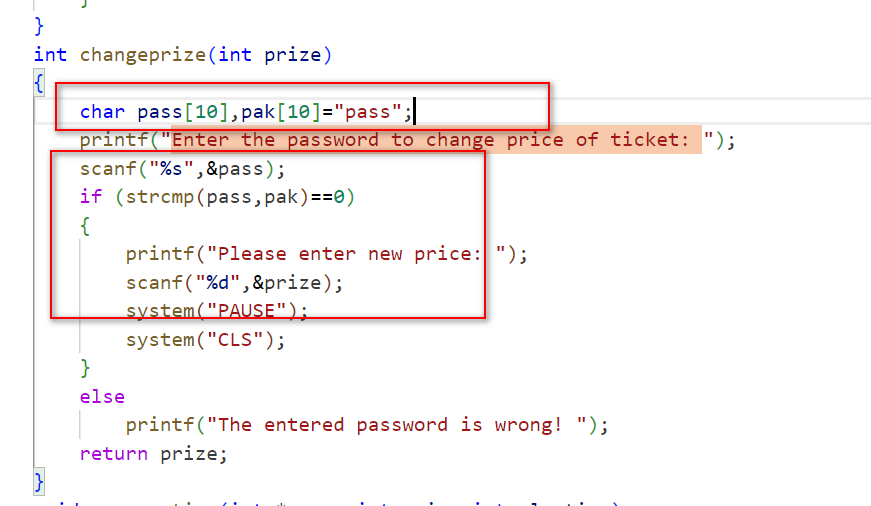 }
}
int changeprize(int prize)
{
char pass[10],pak[10]="pass";
printf("Enter the password to change price of ticket: ");
scanf("%s",&pass);
if (strcmp(pass,pak)==0)
{
printf("Please enter new price: ");
scanf("%d",&prize);
system("PAUSE");
system("CLS");
}
else
printf("The entered password is wrong! ");
return prize;
}